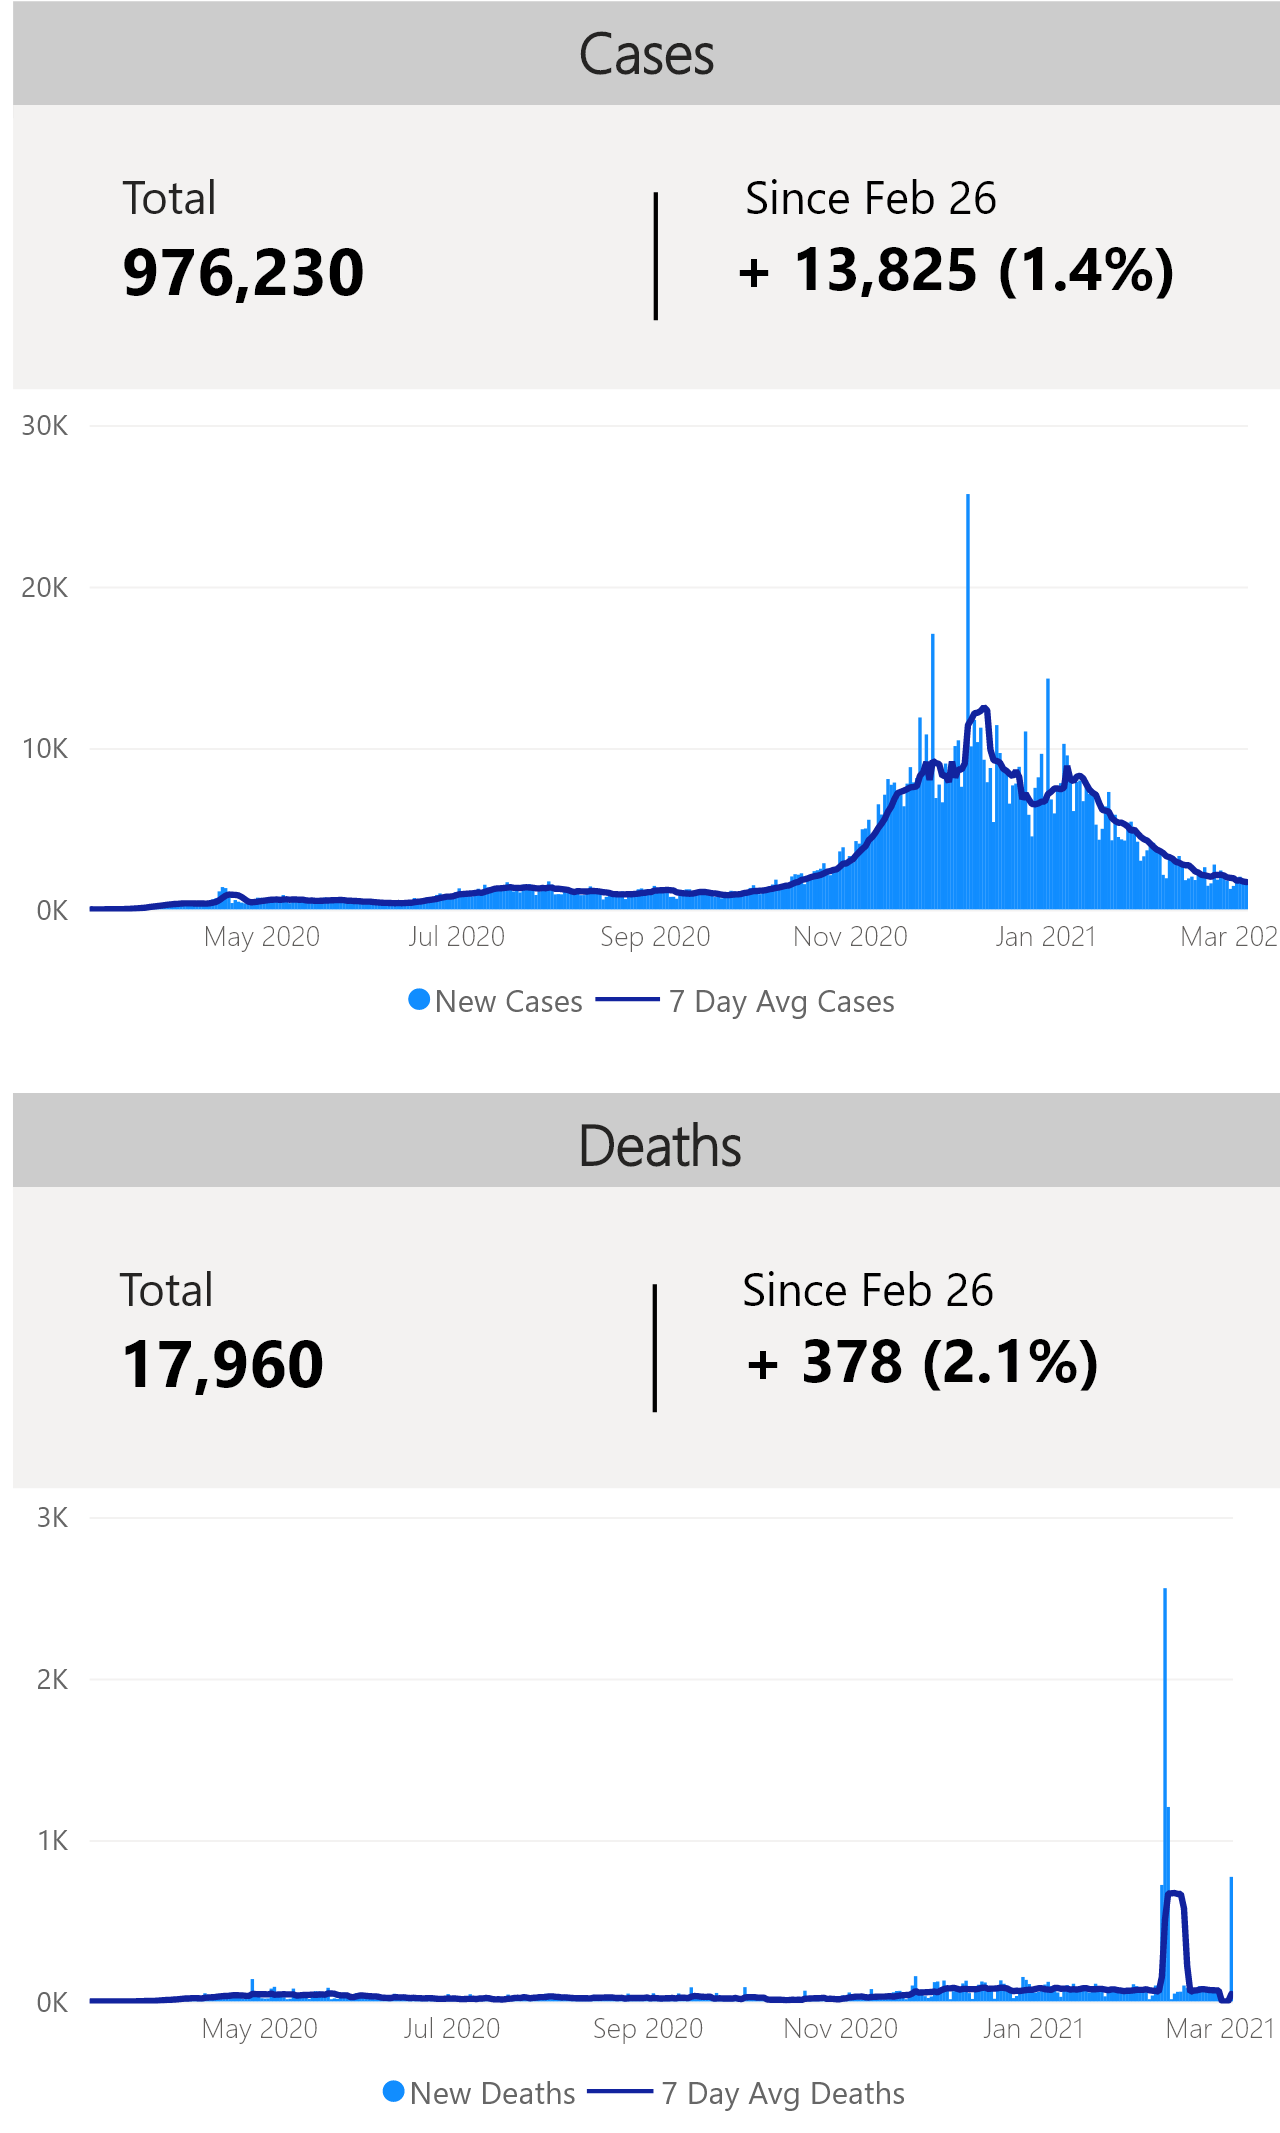 Cases
Total
Since Feb 26
976,230
+ 13,825 (1.4%)
30K
20K
10K
0K
May 2020 Jul 2020 Sep 2020 Nov 2020 Jan 2021 Mar 202
New Cases 7 Day Avg Cases
Deaths
Total
Since Feb 26
17,960
+ 378 (2.1%)
3K
2K
1K
0K
May 2020 Jul 2020 Sep 2020 Nov 2020 Jan 2021 Mar 2021
New Deaths 7 Day Avg Deaths